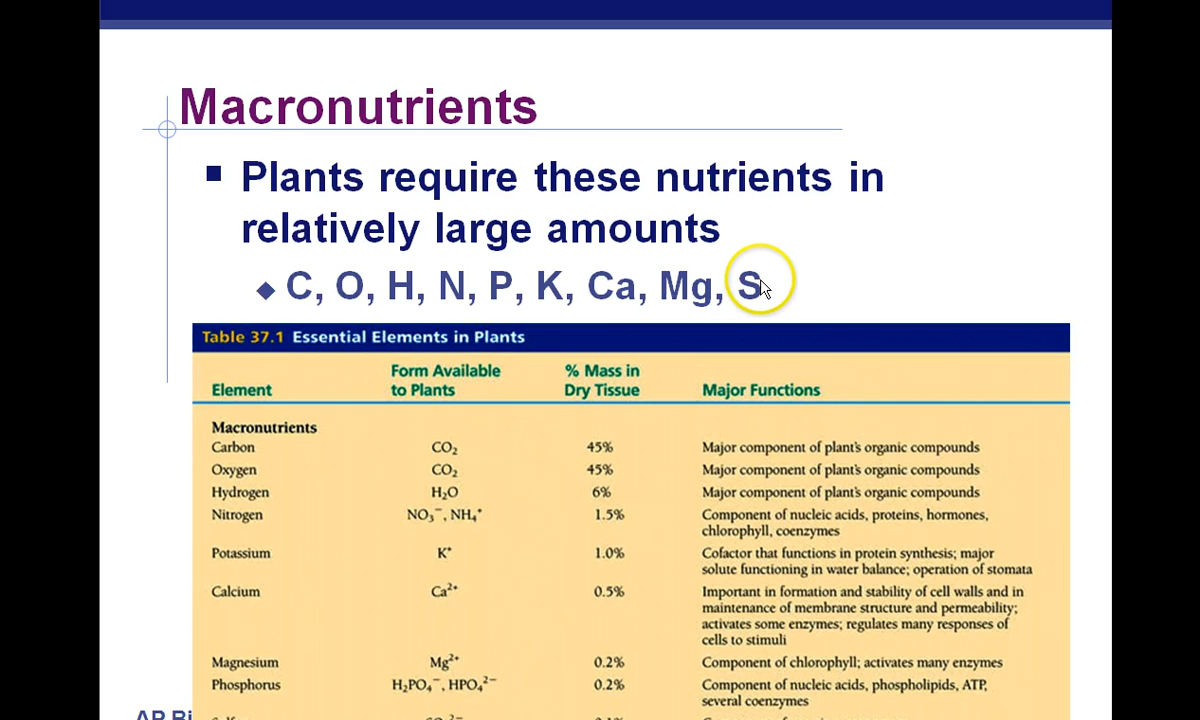 Macronutrients
■ Plants require these nutrients in
relatively large amounts
◆ C, O, H, N, P, K, Ca, Mg, S
Table 37.1 Essential Elements in Plants
Element Form Available to Plants % Mass in Dry Tissue Major Functions
Macronutrients
Carbon CO₂ 45% Major component of plant's organic compounds
Oxygen CO₂ 45% Major component of plant's organic compounds
Hydrogen H₂O 6% Major component of plant's organic compounds
Nitrogen NO₃⁻, NH₄⁺ 1.5% Component of nucleic acids, proteins, hormones,
chlorophyll, coenzymes
Potassium K⁺ 1.0% Cofactor that functions in protein synthesis; major
solute functioning in water balance; operation of stomata
Calcium Ca²⁺ 0.5% Important in formation and stability of cell walls and in
maintenance of membrane structure and permeability;
activates some enzymes; regulates many responses of
cells to stimuli
Magnesium Mg²⁺ 0.2% Component of chlorophyll; activates many enzymes
Phosphorus H₂PO₄⁻, HPO₄²⁻ 0.2% Component of nucleic acids, phospholipids, ATP,
several coenzymes
AP Bi